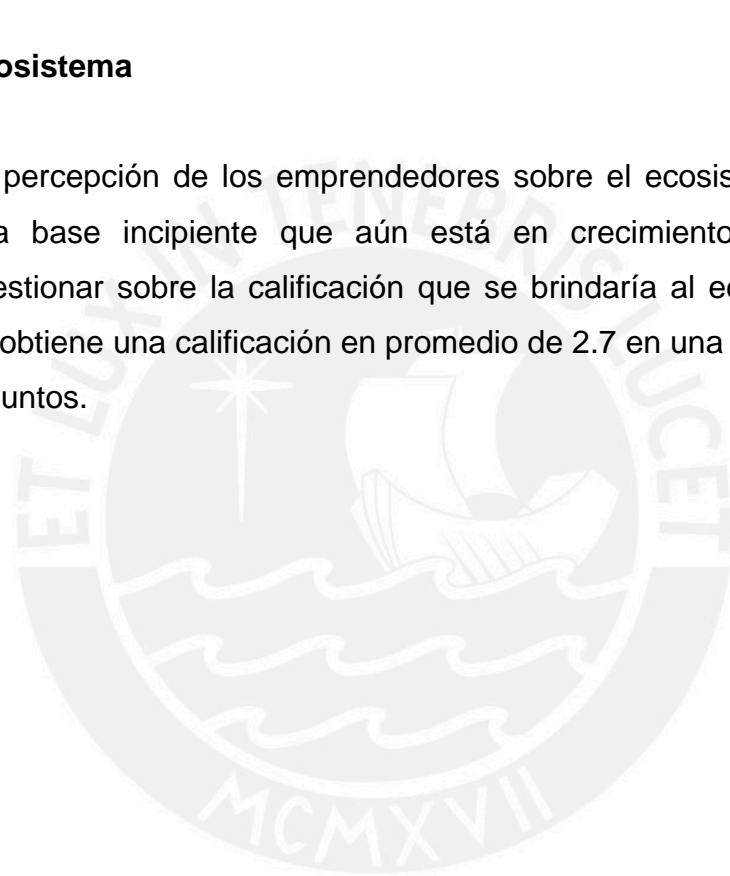 osistema
percepción de los emprendedores sobre el ecosis
a base incipiente que aún está en crecimiento
estionar sobre la calificación que se brindaría al e
obtiene una calificación en promedio de 2.7 en una
untos.
ET LUX IN TENEBRIS LUCET
MCMXVII